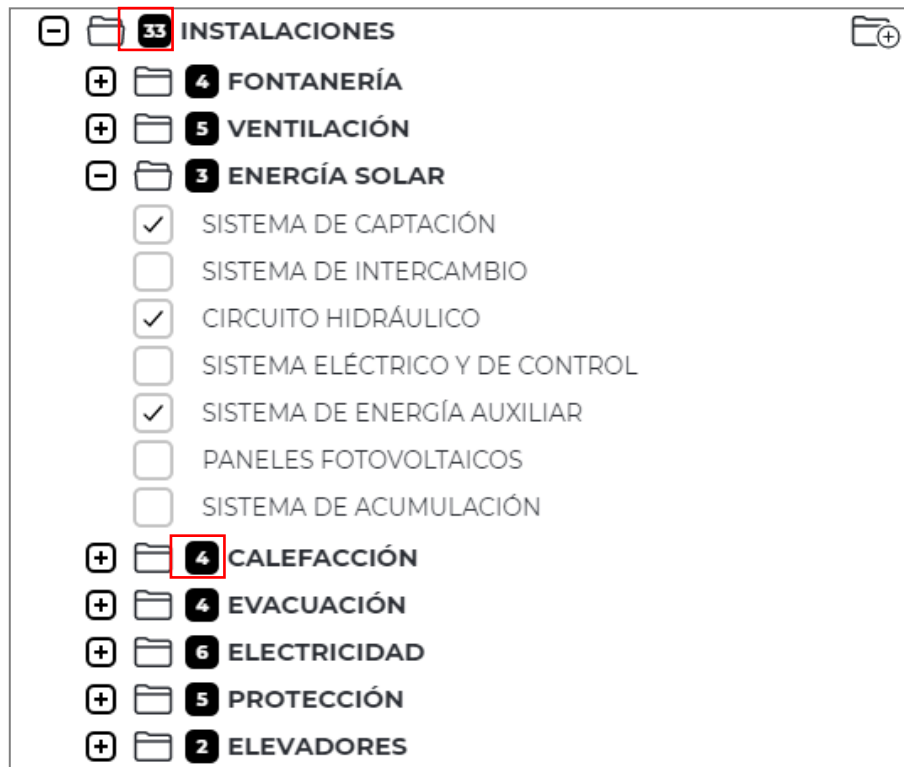 33 INSTALACIONES
4 FONTANERÍA
5 VENTILACIÓN
3 ENERGÍA SOLAR
SISTEMA DE CAPTACIÓN
SISTEMA DE INTERCAMBIO
CIRCUITO HIDRÁULICO
SISTEMA ELÉCTRICO Y DE CONTROL
SISTEMA DE ENERGÍA AUXILIAR
PANELES FOTOVOLTAICOS
SISTEMA DE ACUMULACIÓN
4 CALEFACCIÓN
4 EVACUACIÓN
6 ELECTRICIDAD
5 PROTECCIÓN
2 ELEVADORES